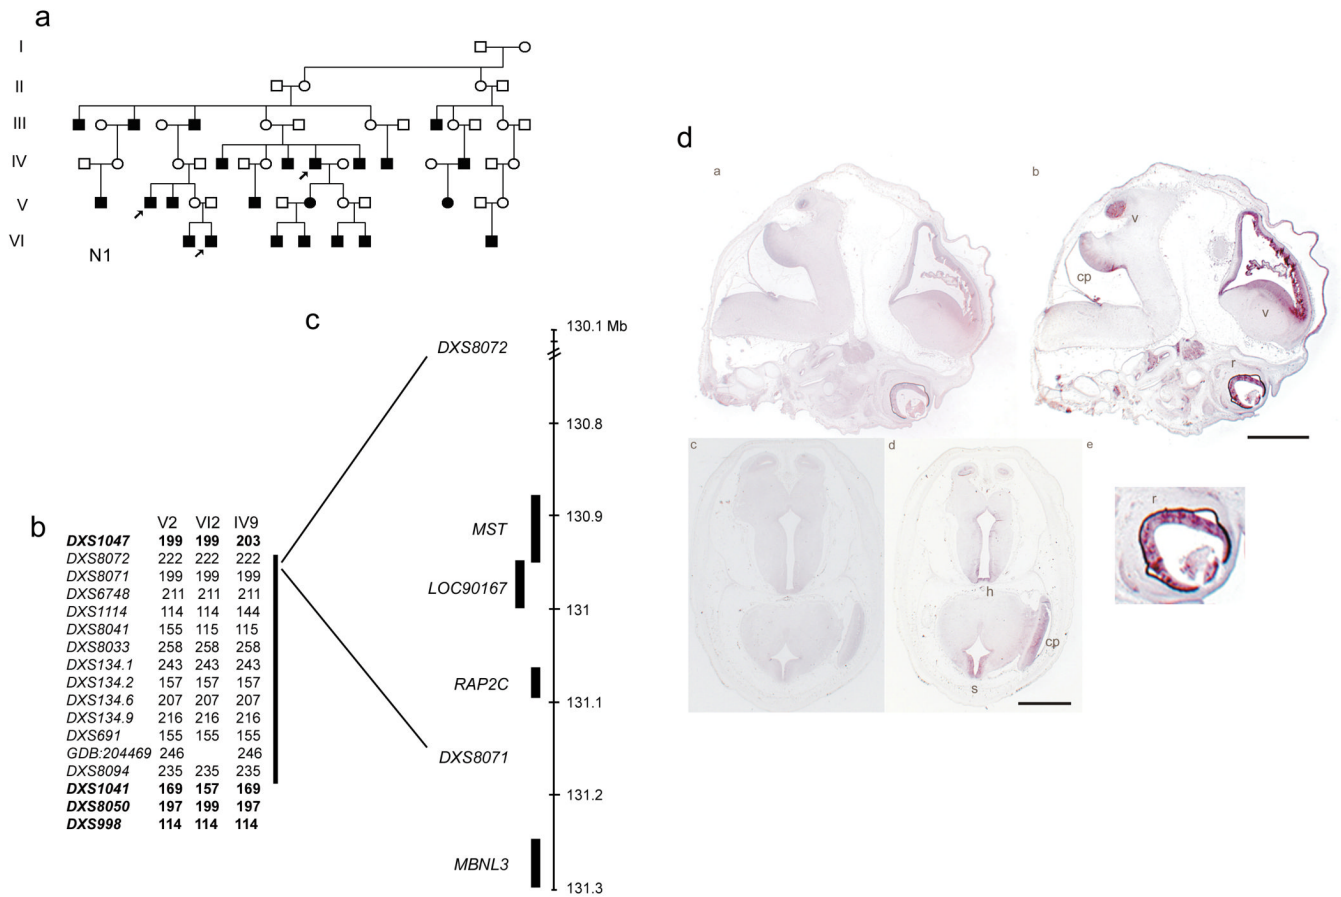 a
I
II
III
IV
V
VI
N1
b
V2 VI2 IV9
DXS1047 199 199 203
DXS8072 222 222 222
DXS8071 199 199 199
DXS6748 211 211 211
DXS1114 114 114 144
DXS8041 155 115 115
DXS8033 258 258 258
DXS134.1 243 243 243
DXS134.2 157 157 157
DXS134.6 207 207 207
DXS134.9 216 216 216
DXS691 155 155 155
GDB:204469 246 246
DXS8094 235 235 235
DXS1041 169 157 169
DXS8050 197 199 197
DXS998 114 114 114
c
130.1 Mb
DXS8072
130.8
130.9
MST
LOC90167
131
RAP2C
131.1
DXS8071
131.2
MBNL3
131.3
d
a
b
v
cp
v
r
c
d
h
cp
s
e
r